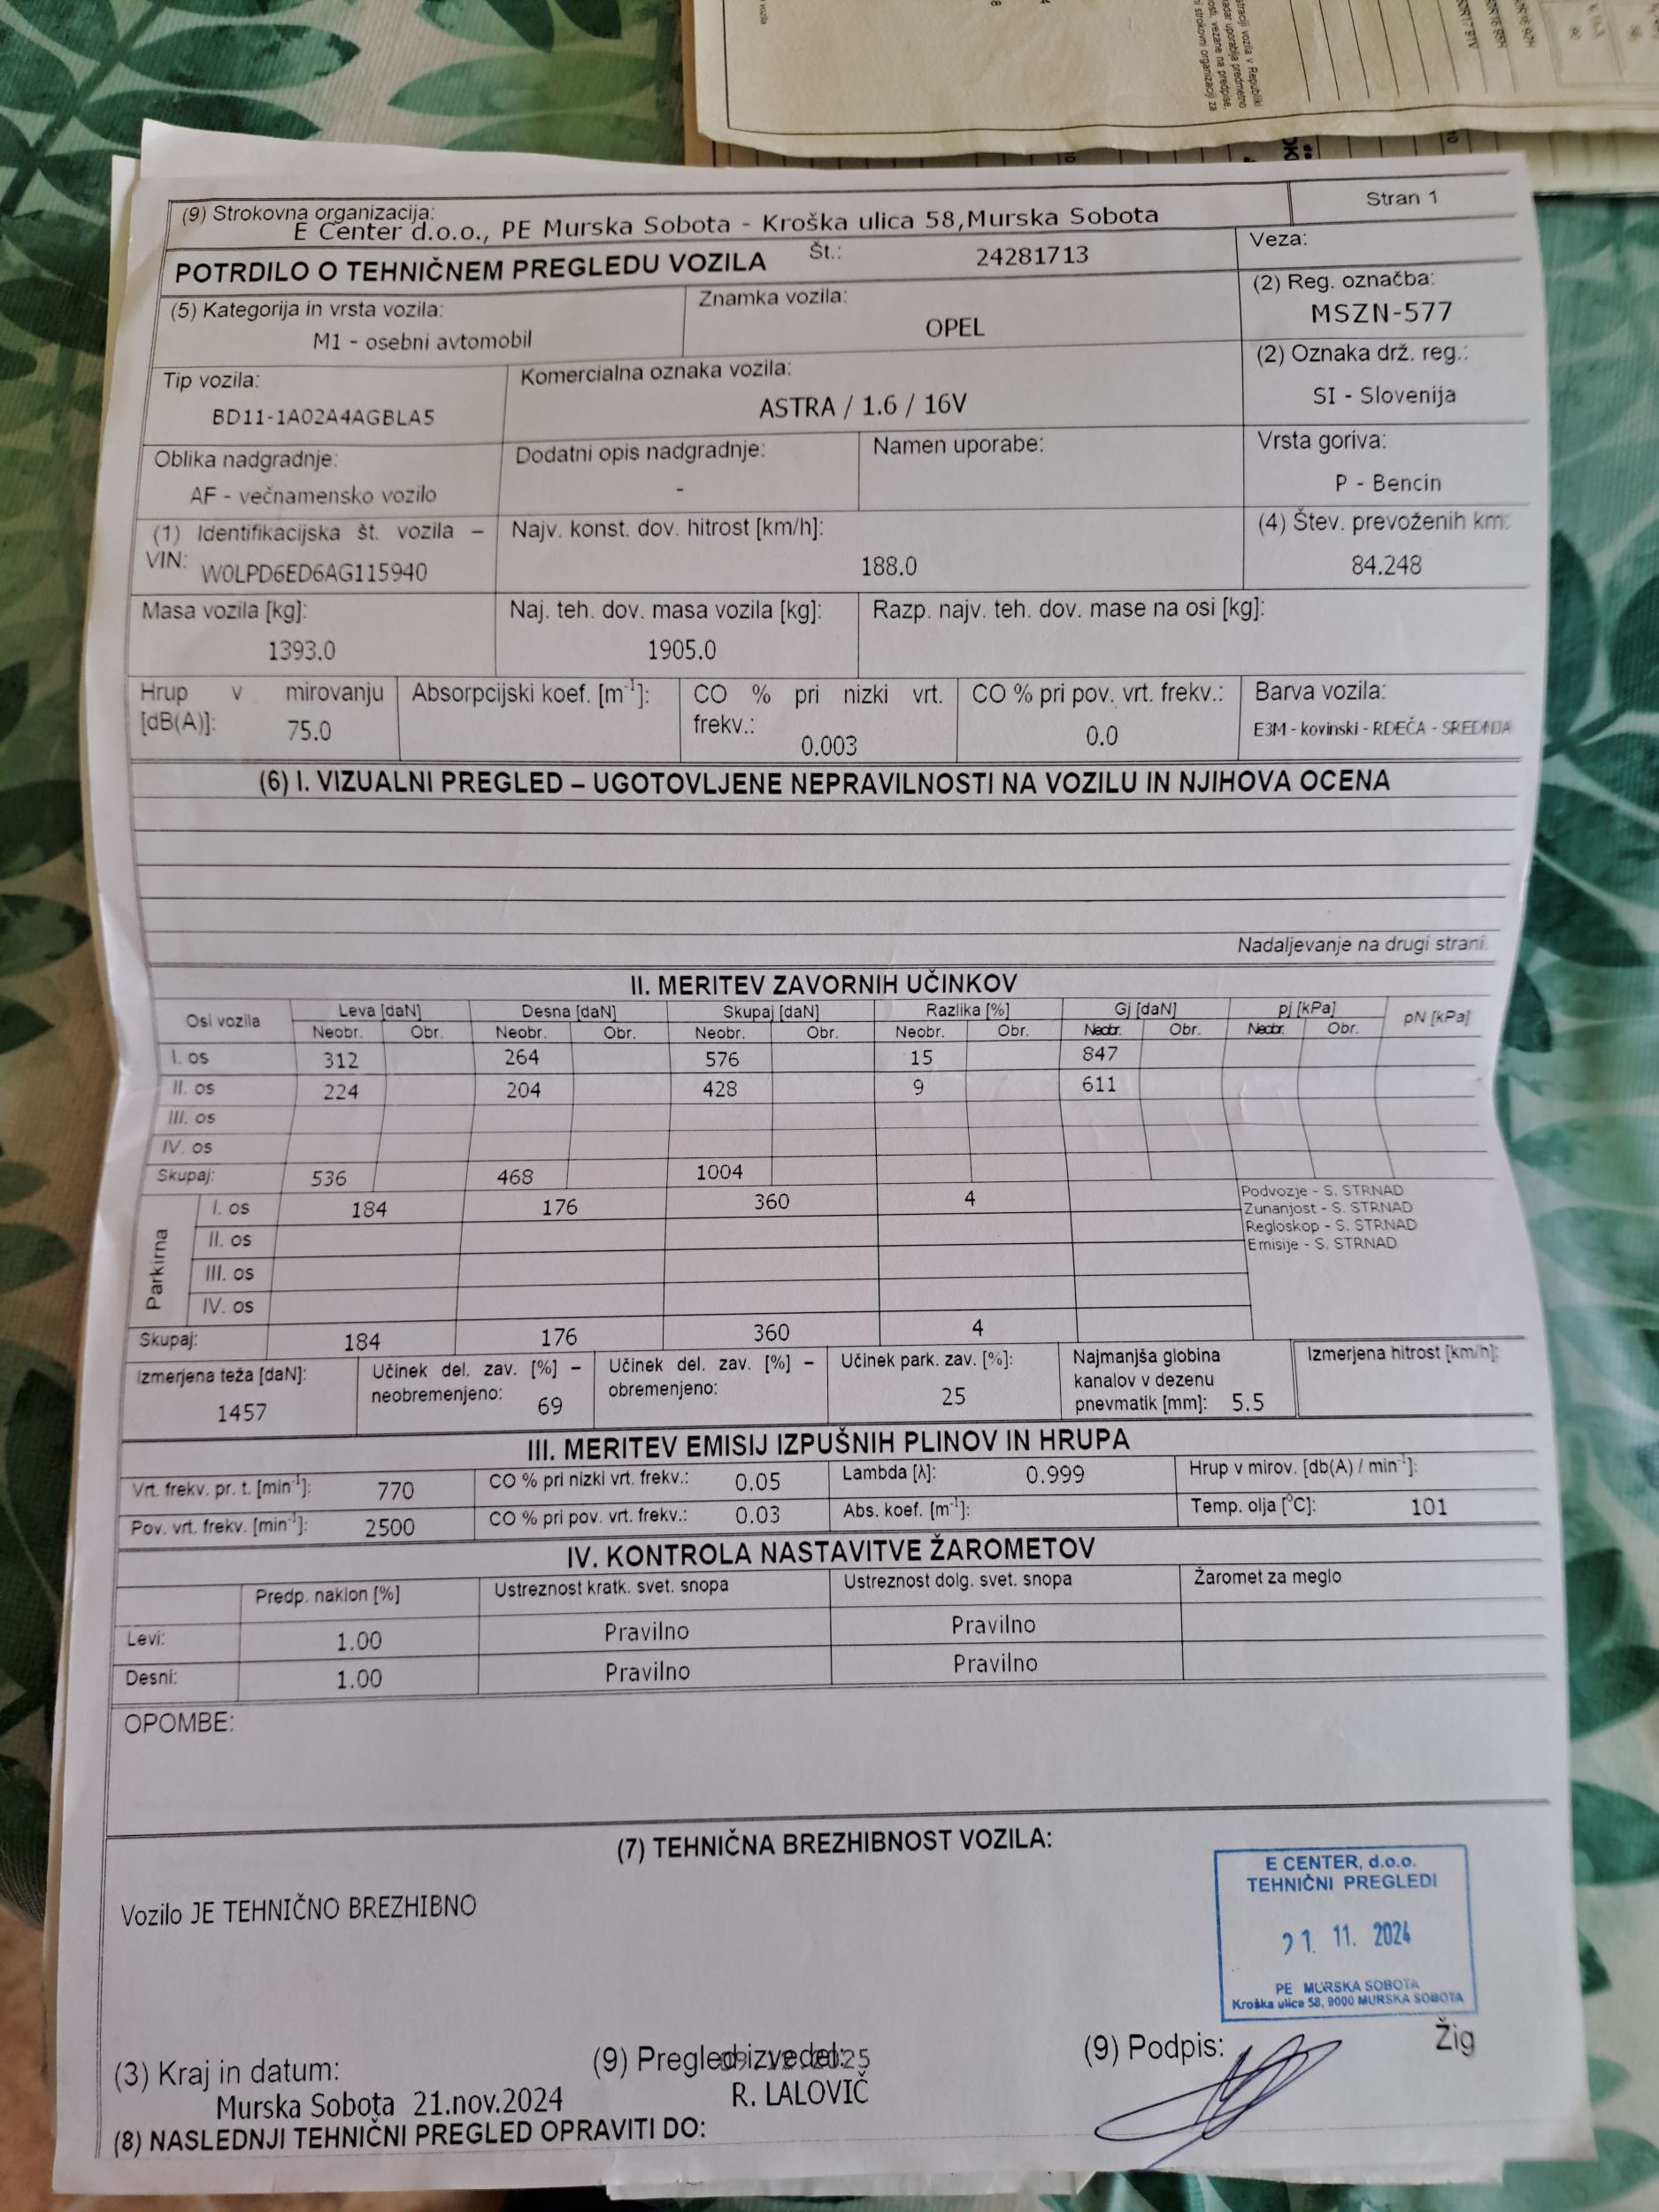 (9) Strokovna organizacija:
E Center d.o.o., PE Murska Sobota - Kroška ulica 58,Murska Sobota
Stran 1
POTRDILO O TEHNIČNEM PREGLEDU VOZILA
Št.: 24281713
Veza:
(5) Kategorija in vrsta vozila:
M1 - osebni avtomobil
Znamka vozila:
OPEL
(2) Reg. označba:
MSZN-577
Tip vozila:
BD11-1A02A4AGBLA5
Komercialna oznaka vozila:
ASTRA / 1.6 / 16V
(2) Oznaka drž. reg.:
SI - Slovenija
Oblika nadgradnje:
AF - večnamensko vozilo
Dodatni opis nadgradnje:
-
Namen uporabe:
Vrsta goriva:
P - Bencin
(1) Identifikacijska št. vozila –
VIN: W0LPD6ED6AG115940
Najv. konst. dov. hitrost [km/h]:
188.0
(4) Štev. prevoženih km:
84.248
Masa vozila [kg]:
1393.0
Naj. teh. dov. masa vozila [kg]:
1905.0
Razp. najv. teh. dov. mase na osi [kg]:
Hrup v mirovanju
[dB(A)]: 75.0
Absorpcijski koef. [m-1]:
CO % pri nizki vrt.
frekv.: 0.003
CO % pri pov. vrt. frekv.:
0.0
Barva vozila:
E3M - kovinski - RDEČA - SREDNJA
(6) I. VIZUALNI PREGLED – UGOTOVLJENE NEPRAVILNOSTI NA VOZILU IN NJIHOVA OCENA
Nadaljevanje na drugi strani.
II. MERITEV ZAVORNIH UČINKOV
Osi vozila Leva [daN] Desna [daN] Skupaj [daN] Razlika [%] Gj [daN] pj [kPa] pN [kPa]
Neobr. Obr. Neobr. Obr. Neobr. Obr. Neobr. Obr. Neobr. Obr. Neobr. Obr.
I. os 312 264 576 15 847
II. os 224 204 428 9 611
III. os
IV. os
Skupaj: 536 468 1004
Parkirna
I. os 184 176 360 4
II. os
III. os
IV. os
Skupaj: 184 176 360 4
Podvozje - S. STRNAD
Zunanjost - S. STRNAD
Regloskop - S. STRNAD
Emisije - S. STRNAD
Izmerjena teža [daN]:
1457
Učinek del. zav. [%] –
neobremenjeno: 69
Učinek del. zav. [%] –
obremenjeno:
Učinek park. zav. [%]:
25
Najmanjša globina
kanalov v dezenu
pnevmatik [mm]: 5.5
Izmerjena hitrost [km/h]:
III. MERITEV EMISIJ IZPUŠNIH PLINOV IN HRUPA
Vrt. frekv. pr. t. [min-1]: 770 CO % pri nizki vrt. frekv.: 0.05 Lambda [λ]: 0.999 Hrup v mirov. [db(A) / min-1]:
Pov. vrt. frekv. [min-1]: 2500 CO % pri pov. vrt. frekv.: 0.03 Abs. koef. [m-1]: Temp. olja [°C]: 101
IV. KONTROLA NASTAVITVE ŽAROMETOV
Predp. naklon [%] Ustreznost kratk. svet. snopa Ustreznost dolg. svet. snopa Žaromet za meglo
Levi: 1.00 Pravilno Pravilno
Desni: 1.00 Pravilno Pravilno
OPOMBE:
(7) TEHNIČNA BREZHIBNOST VOZILA:
Vozilo JE TEHNIČNO BREZHIBNO
E CENTER, d.o.o.
TEHNIČNI PREGLEDI
21. 11. 2024
PE MURSKA SOBOTA
Kroška ulica 58, 9000 MURSKA SOBOTA
Žig
(3) Kraj in datum:
Murska Sobota 21.nov.2024
(9) Pregled izvedel:
R. LALOVIČ
(9) Podpis:
(8) NASLEDNJI TEHNIČNI PREGLED OPRAVITI DO: